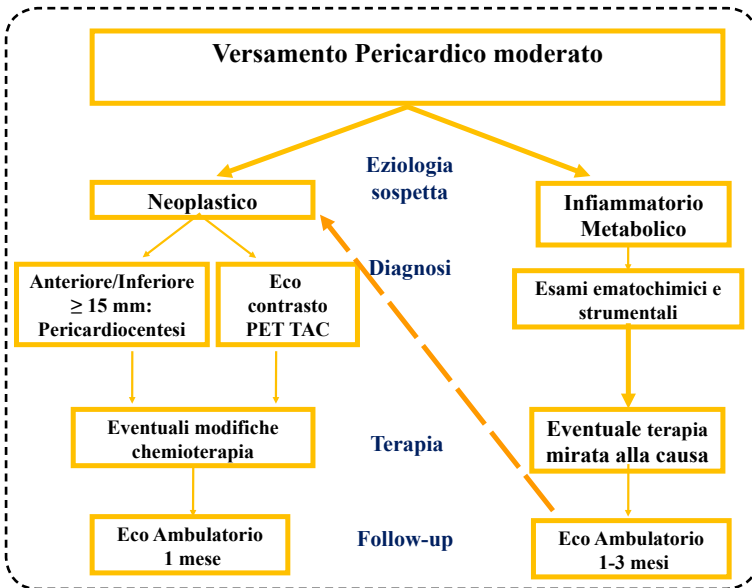 Versamento Pericardico moderato
Eziologia
sospetta
Neoplastico
Infiammatorio
Metabolico
Diagnosi
Anteriore/Inferiore
≥ 15 mm:
Pericardiocentesi
Eco
contrasto
PET TAC
Esami ematochimici e
strumentali
Eventuali modifiche
chemioterapia
Terapia
Eventuale terapia
mirata alla causa
Eco Ambulatorio
1 mese
Follow-up
Eco Ambulatorio
1-3 mesi